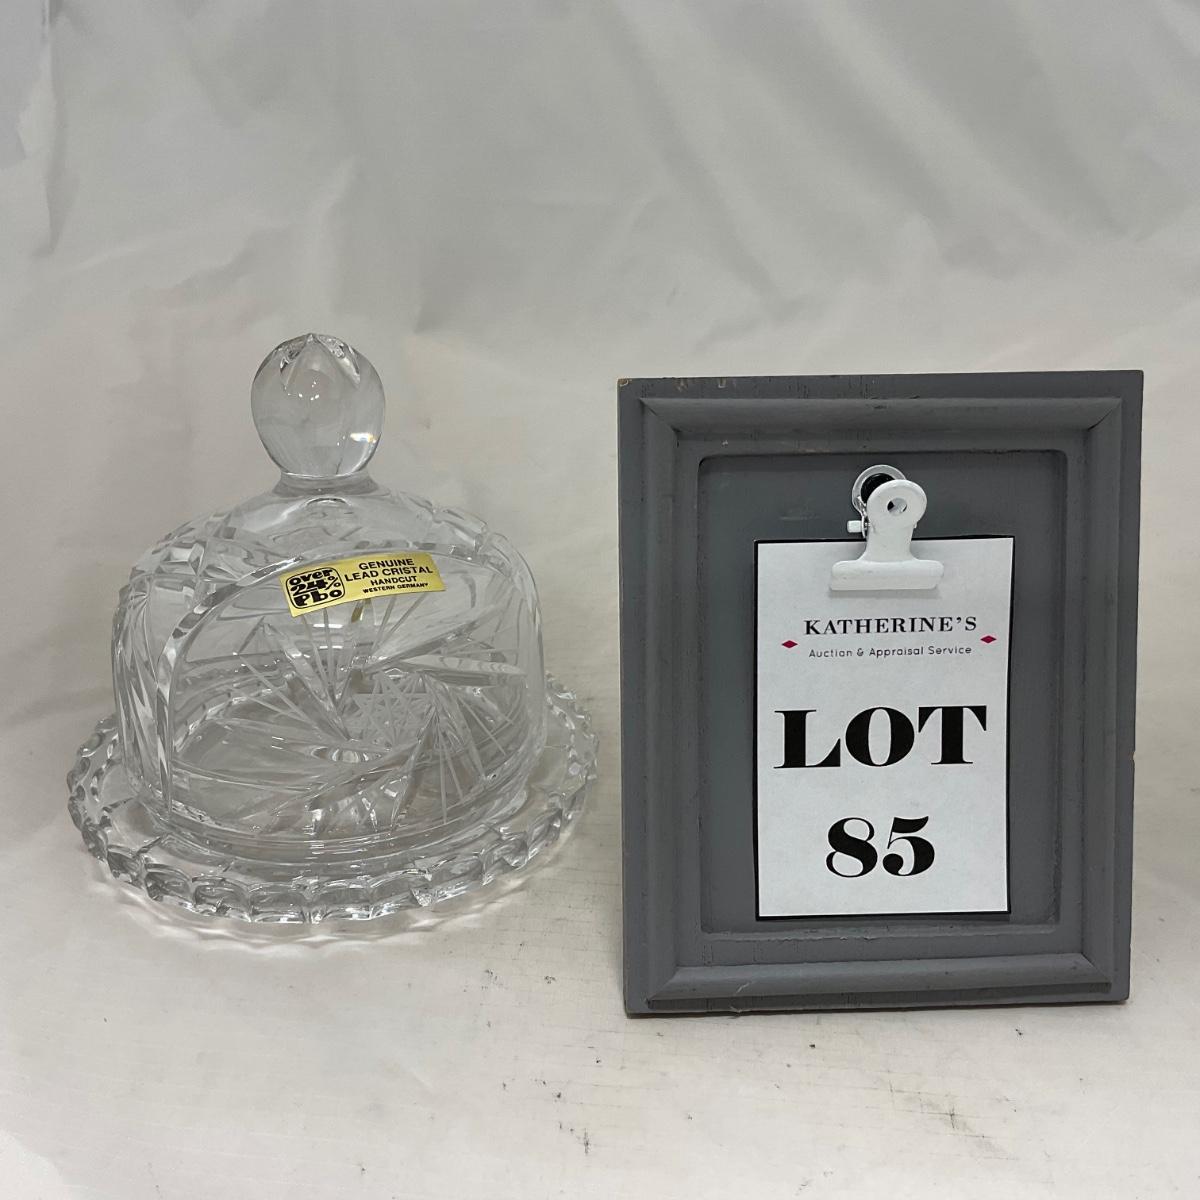 over
24%
Pbo
GENUINE
LEAD CRISTAL
HANDCUT
WESTERN GERMANY
KATHERINE'S
Auction & Appraisal Service
LOT
85